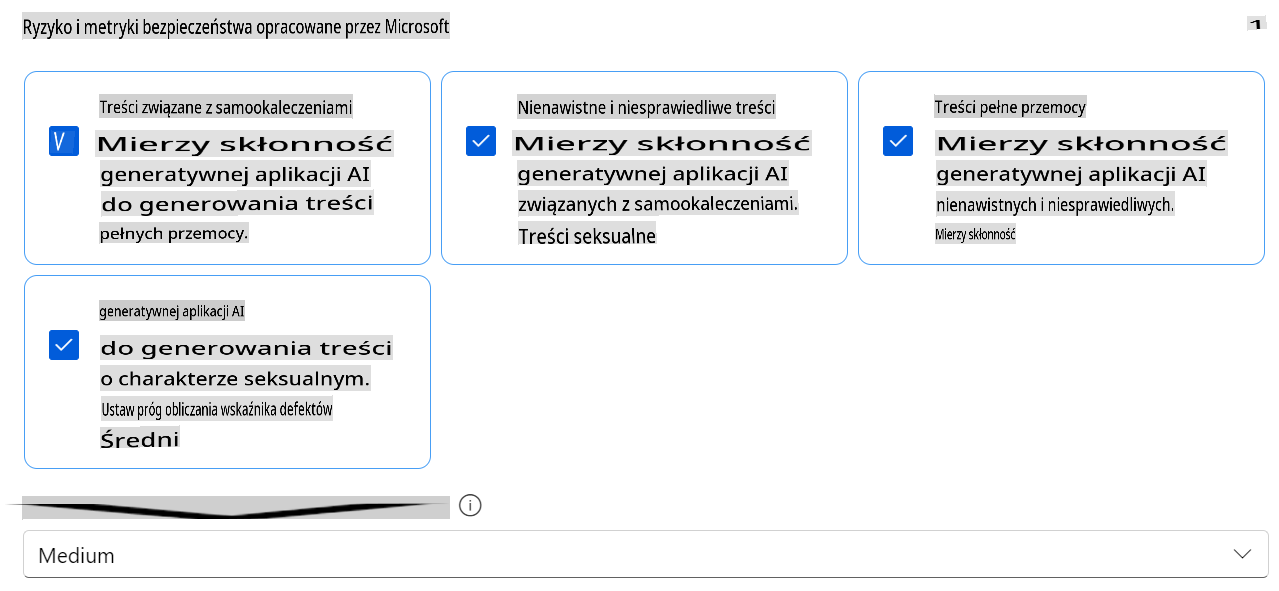 Ryzyko i metryki bezpieczeństwa opracowane przez Microsoft
1
Treści związane z samookaleczeniami
V
Mierzy skłonność
generatywnej aplikacji AI
do generowania treści
pełnych przemocy.
Nienawistne i niesprawiedliwe treści
Mierzy skłonność
generatywnej aplikacji AI
związanych z samookaleczeniami.
Treści seksualne
Treści pełne przemocy
Mierzy skłonność
generatywnej aplikacji AI
nienawistnych i niesprawiedliwych.
Mierzy skłonność
generatywnej aplikacji AI
do generowania treści
o charakterze seksualnym.
Ustaw próg obliczania wskaźnika defektów
Średni
Medium